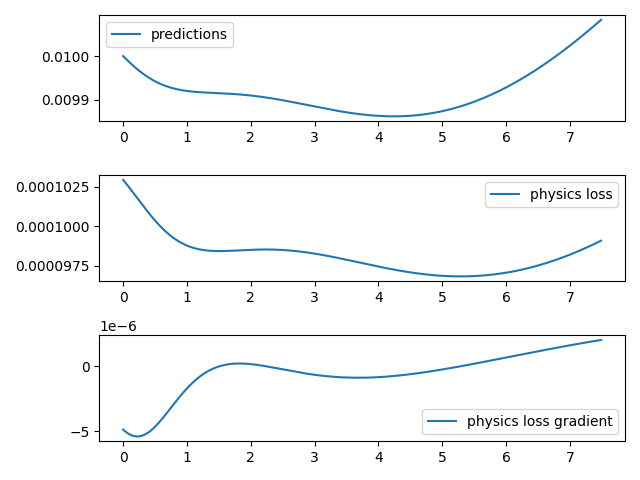 predictions
0.0100
0.0099
0 1 2 3 4 5 6 7
physics loss
0.0001025
0.0001000
0.0000975
0 1 2 3 4 5 6 7
1e−6
0
−5
physics loss gradient
0 1 2 3 4 5 6 7